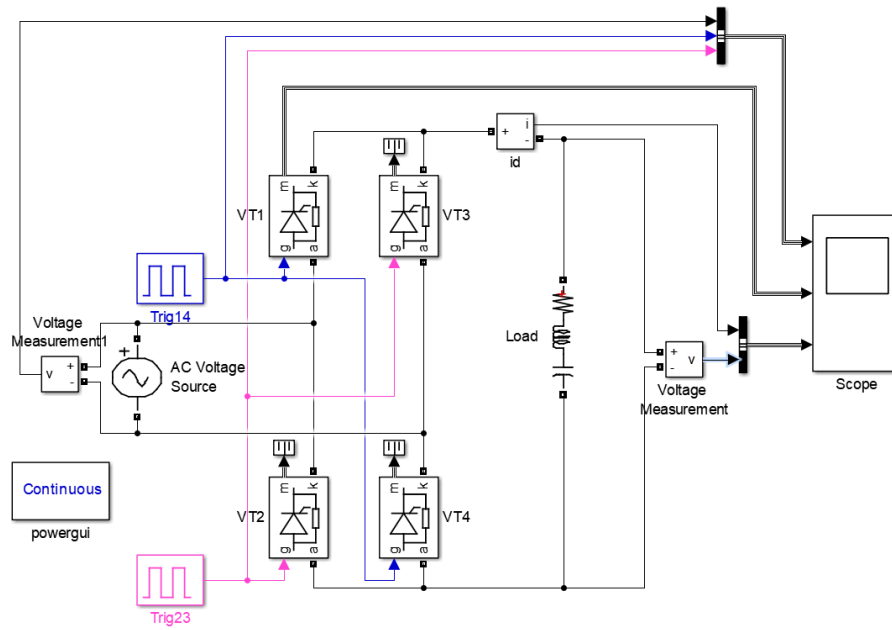 i
+
-
id
m
k
VT1
g
a
m
k
VT3
g
a
Trig14
Voltage
Measurement1
v
+
-
+
AC Voltage
Source
Load
+
v
-
Voltage
Measurement
Scope
Continuous
powergui
m
k
VT2
g
a
m
k
VT4
g
a
Trig23